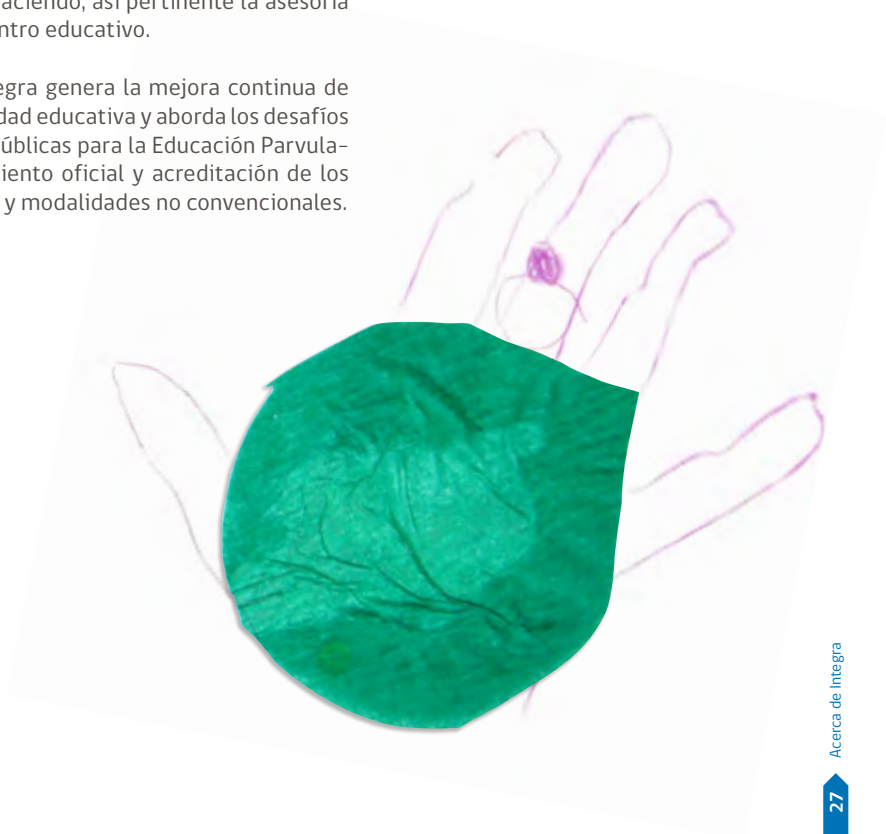 aciendo, así pertinente la asesoría
ntro educativo.
egra genera la mejora continua de
dad educativa y aborda los desafíos
úblicas para la Educación Parvula-
iento oficial y acreditación de los
y modalidades no convencionales.
Acerca de Integra
27